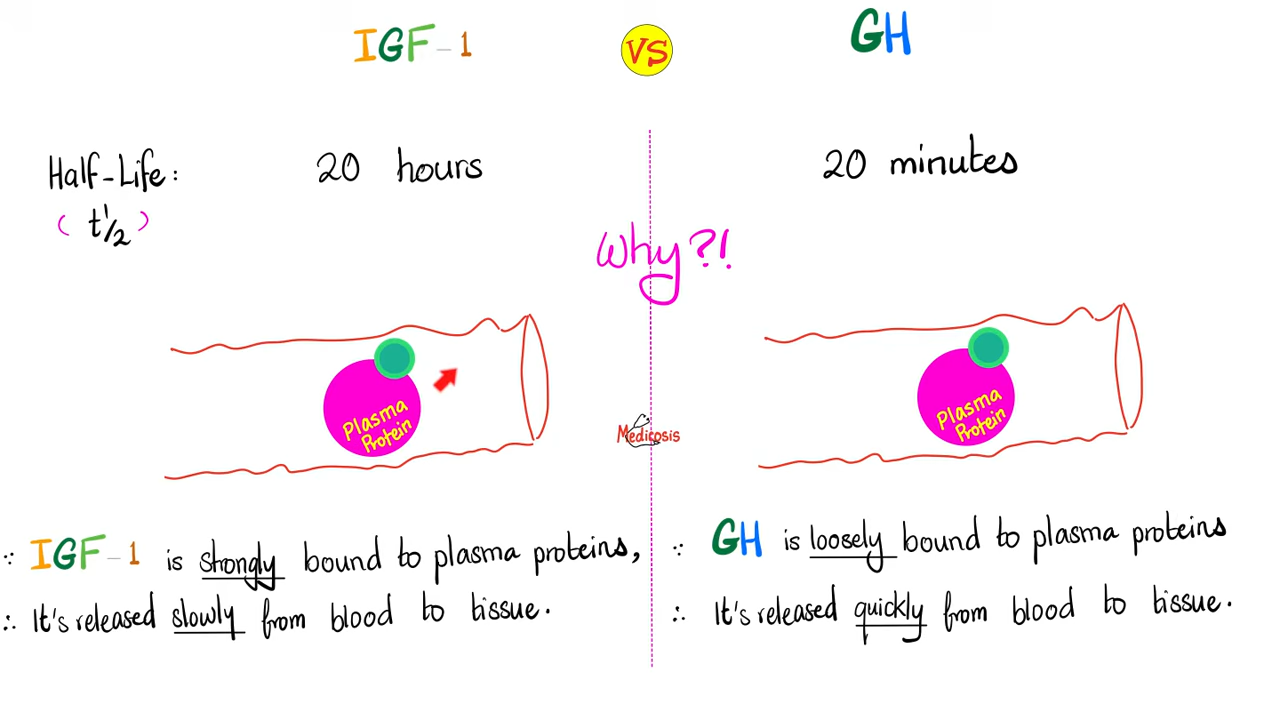 IGF-1 VS GH
Half-Life: 20 hours 20 minutes
( t½ )
Why?!
Plasma
Protein
Plasma
Protein
Medicosis
∵ IGF-1 is strongly bound to plasma proteins,
∴ It's released slowly from blood to tissue.
∵ GH is loosely bound to plasma proteins
∴ It's released quickly from blood to tissue.